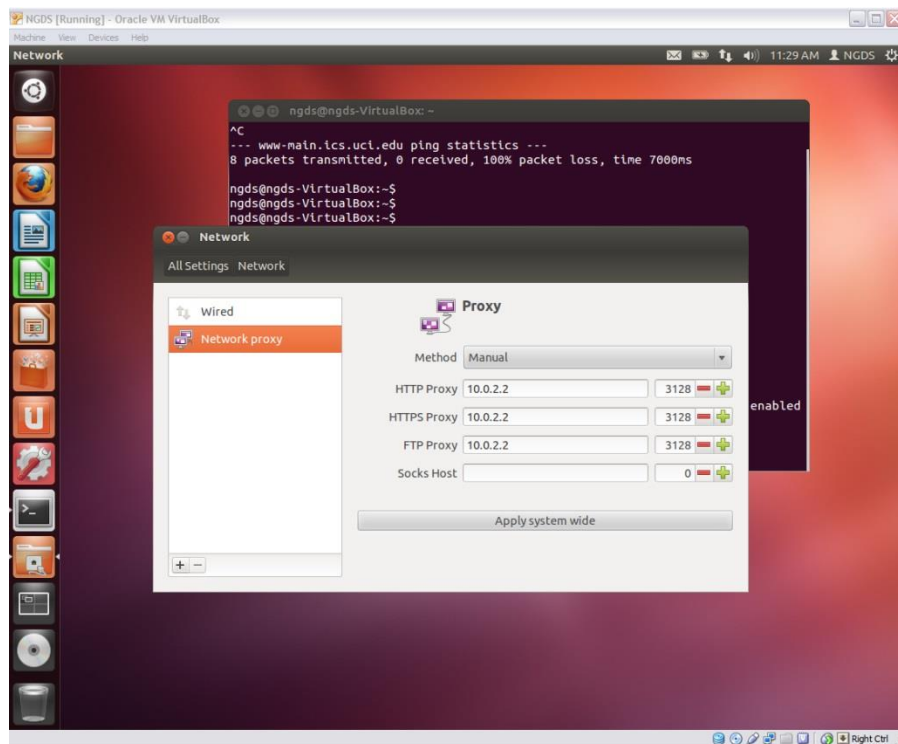 NGDS [Running] - Oracle VM VirtualBox
Machine View Devices Help
Network 11:29 AM NGDS
ngds@ngds-VirtualBox: ~
^C
--- www-main.ics.uci.edu ping statistics ---
8 packets transmitted, 0 received, 100% packet loss, time 7000ms
ngds@ngds-VirtualBox:~$
ngds@ngds-VirtualBox:~$
ngds@ngds-VirtualBox:~$
Network
All Settings Network
Wired
Network proxy
Proxy
Method Manual
HTTP Proxy 10.0.2.2 3128
HTTPS Proxy 10.0.2.2 3128
FTP Proxy 10.0.2.2 3128
Socks Host 0
Apply system wide
enabled
Right Ctrl